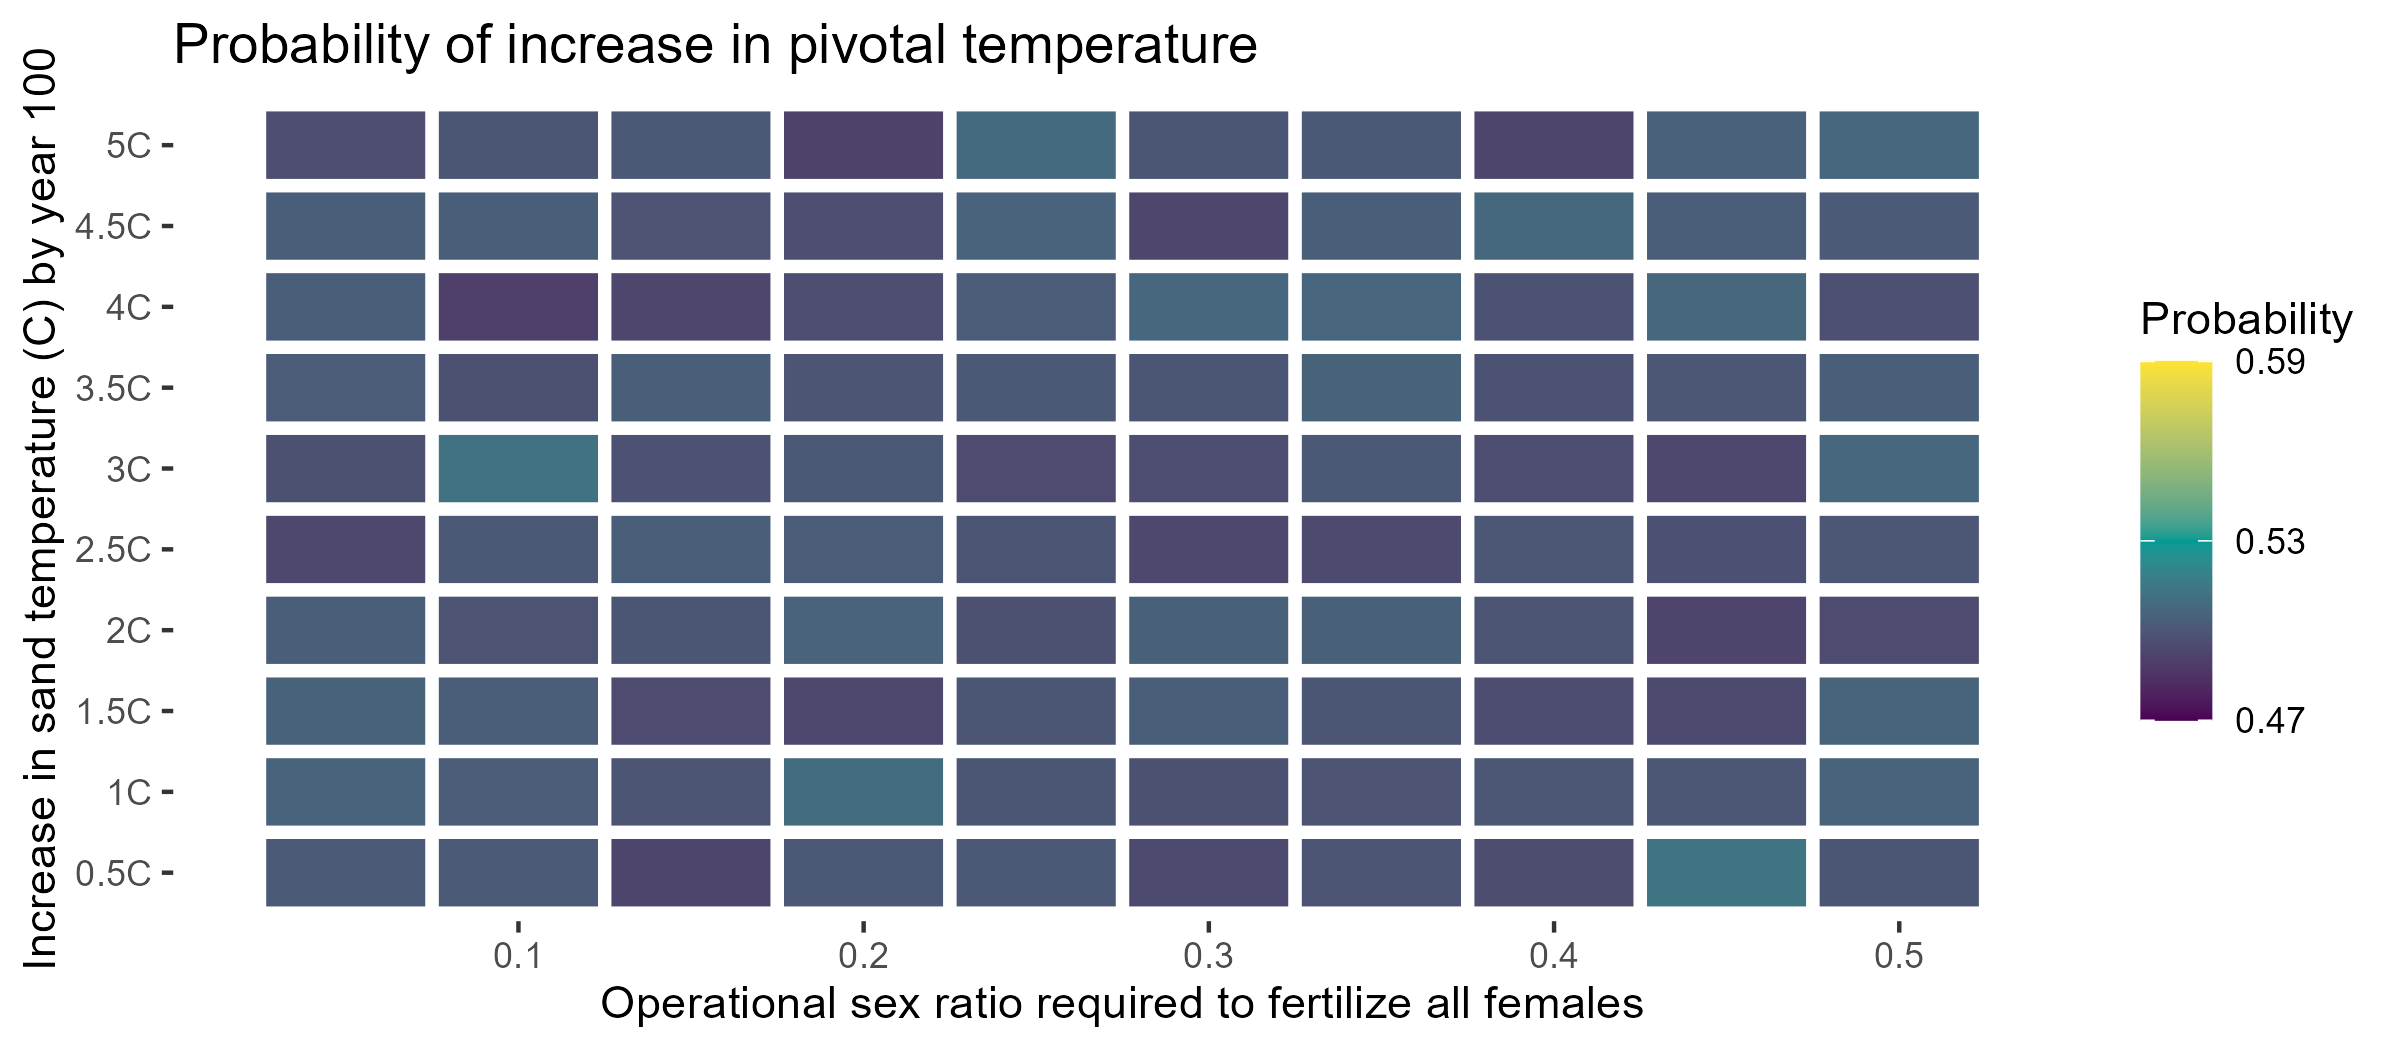 Probability of increase in pivotal temperature
Increase in sand temperature (C) by year 100
5C
4.5C
4C
3.5C
3C
2.5C
2C
1.5C
1C
0.5C
0.1
0.2
0.3
0.4
0.5
Operational sex ratio required to fertilize all females
Probability
0.59
0.53
0.47